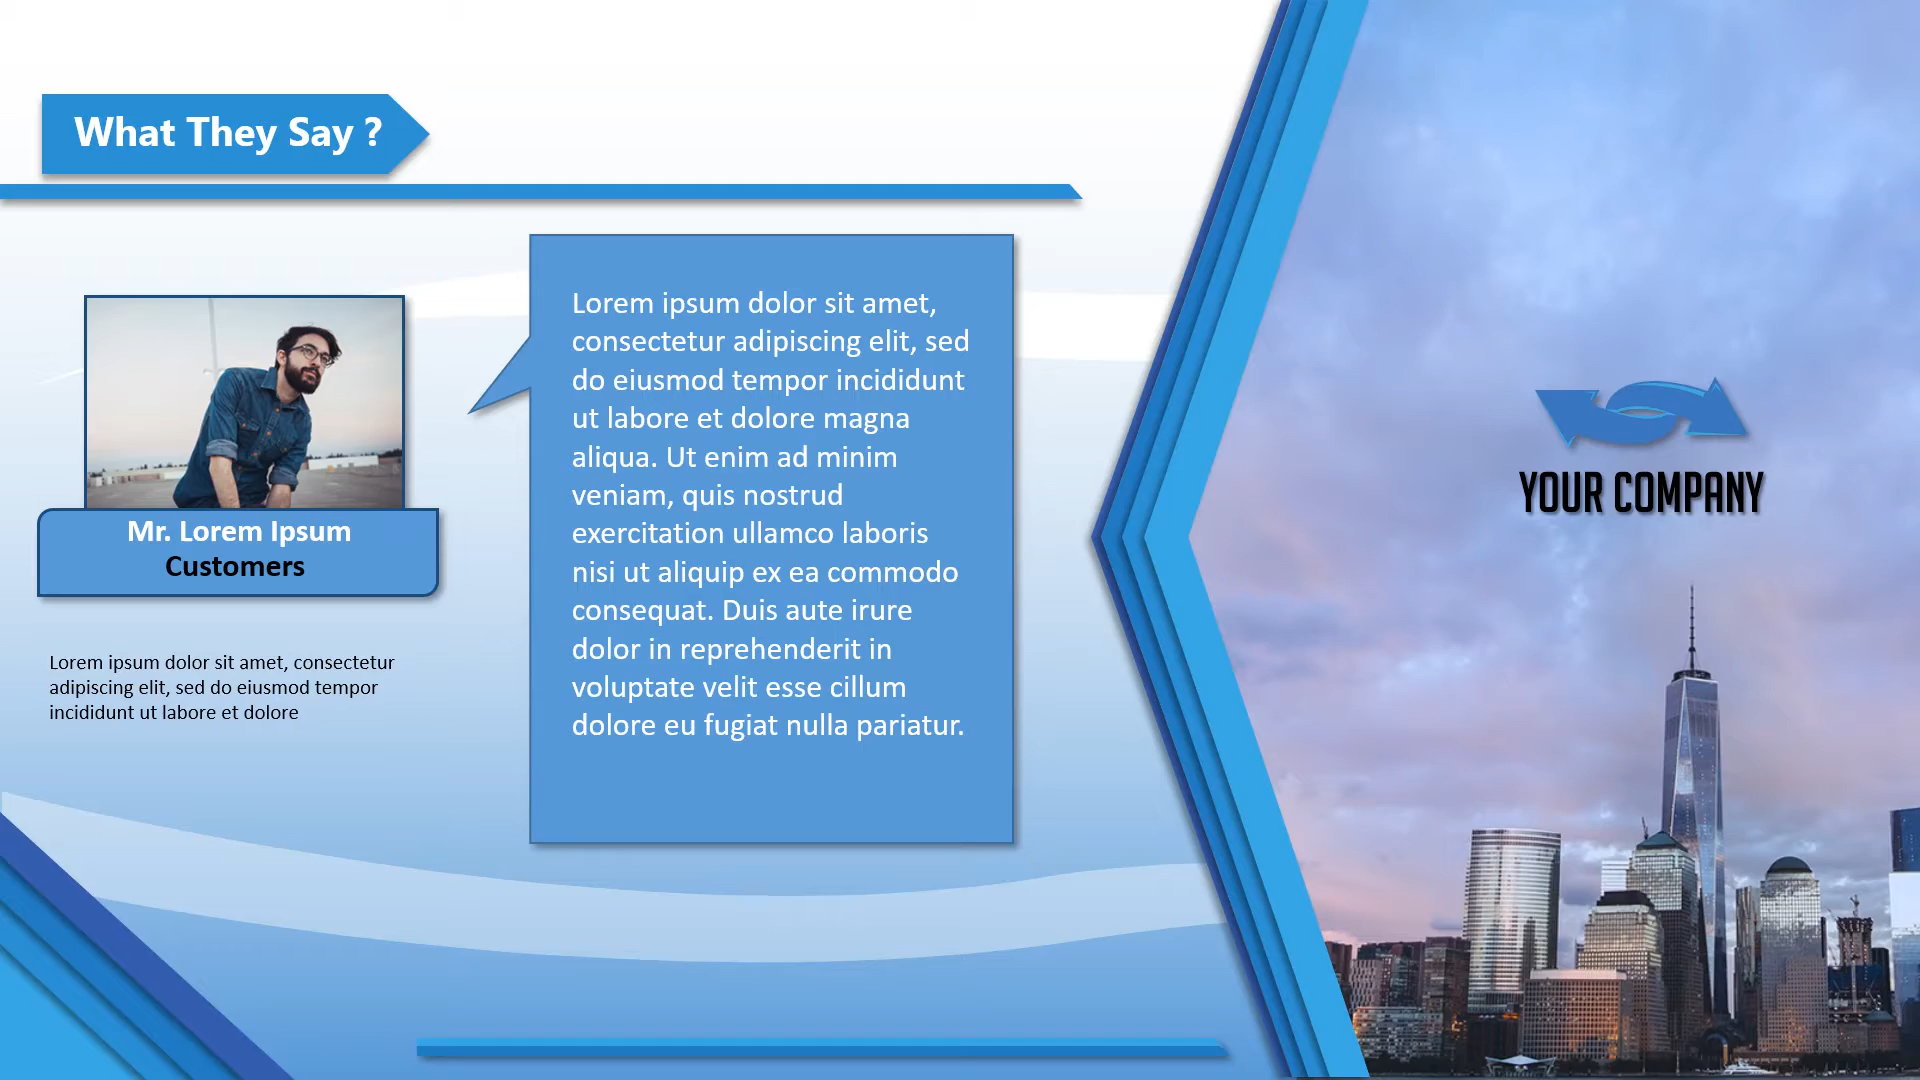 What They Say ?
Mr. Lorem Ipsum
Customers
Lorem ipsum dolor sit amet, consectetur
adipiscing elit, sed do eiusmod tempor
incididunt ut labore et dolore
Lorem ipsum dolor sit amet,
consectetur adipiscing elit, sed
do eiusmod tempor incididunt
ut labore et dolore magna
aliqua. Ut enim ad minim
veniam, quis nostrud
exercitation ullamco laboris
nisi ut aliquip ex ea commodo
consequat. Duis aute irure
dolor in reprehenderit in
voluptate velit esse cillum
dolore eu fugiat nulla pariatur.
YOUR COMPANY